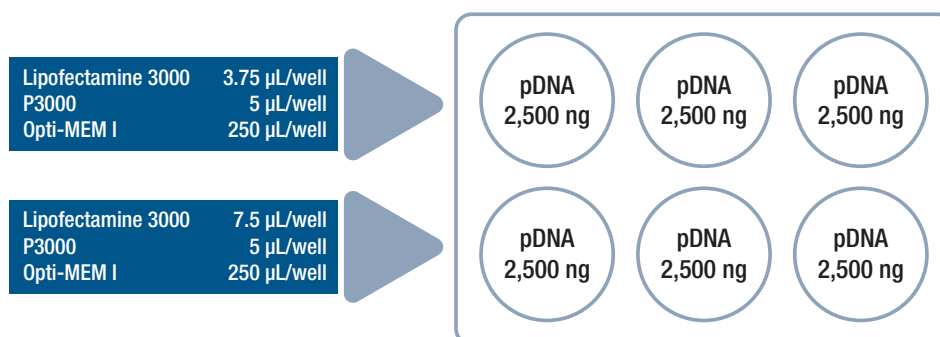 Lipofectamine 3000 3.75 µL/well
P3000 5 µL/well
Opti-MEM I 250 µL/well
pDNA
2,500 ng
pDNA
2,500 ng
pDNA
2,500 ng
Lipofectamine 3000 7.5 µL/well
P3000 5 µL/well
Opti-MEM I 250 µL/well
pDNA
2,500 ng
pDNA
2,500 ng
pDNA
2,500 ng